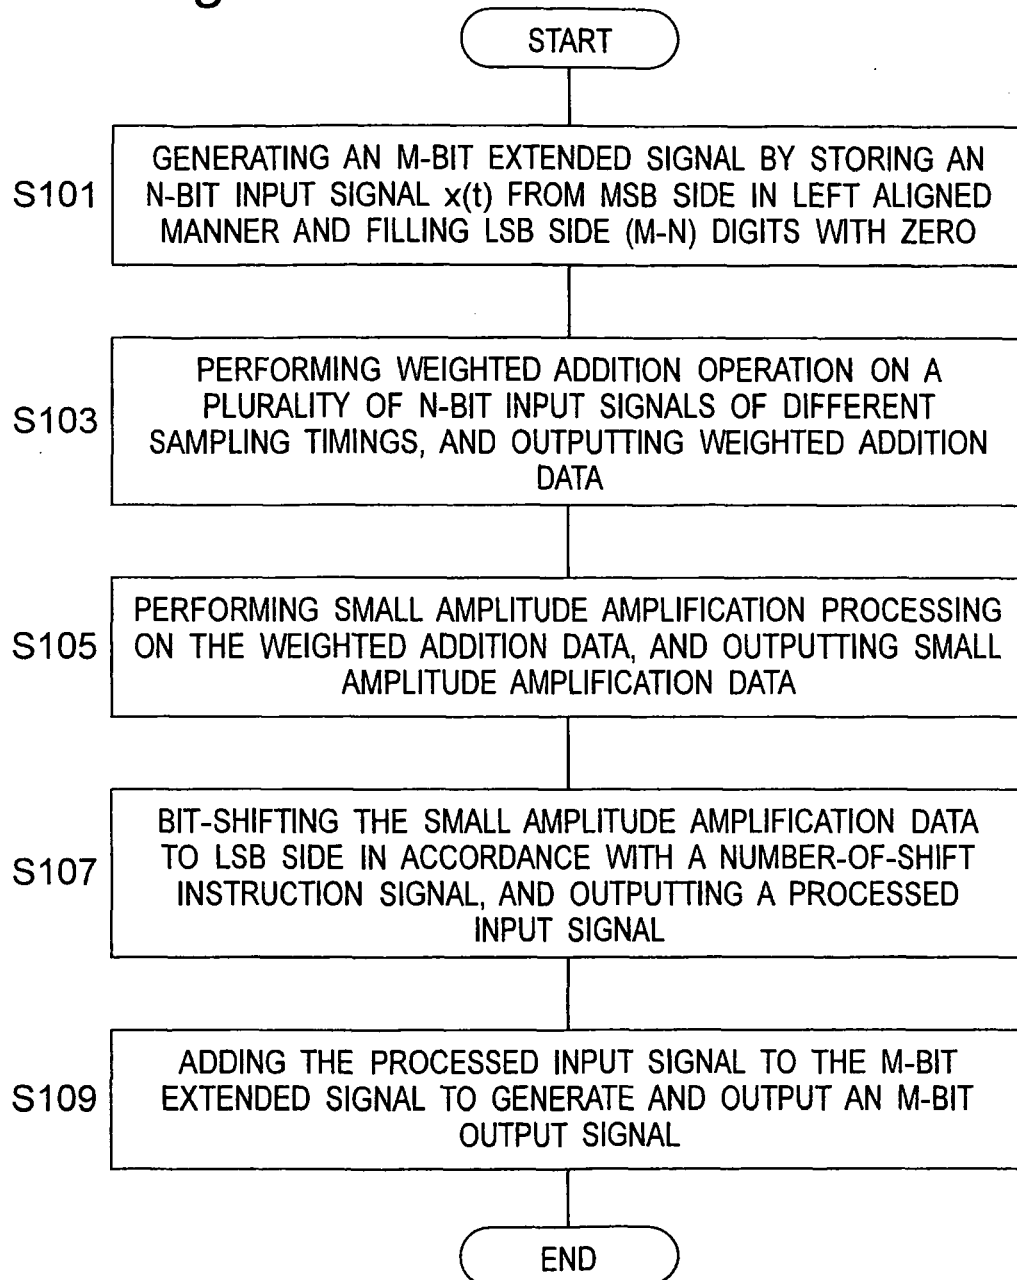 START
S101
GENERATING AN M-BIT EXTENDED SIGNAL BY STORING AN
N-BIT INPUT SIGNAL x(t) FROM MSB SIDE IN LEFT ALIGNED
MANNER AND FILLING LSB SIDE (M-N) DIGITS WITH ZERO
S103
PERFORMING WEIGHTED ADDITION OPERATION ON A
PLURALITY OF N-BIT INPUT SIGNALS OF DIFFERENT
SAMPLING TIMINGS, AND OUTPUTTING WEIGHTED ADDITION
DATA
S105
PERFORMING SMALL AMPLITUDE AMPLIFICATION PROCESSING
ON THE WEIGHTED ADDITION DATA, AND OUTPUTTING SMALL
AMPLITUDE AMPLIFICATION DATA
S107
BIT-SHIFTING THE SMALL AMPLITUDE AMPLIFICATION DATA
TO LSB SIDE IN ACCORDANCE WITH A NUMBER-OF-SHIFT
INSTRUCTION SIGNAL, AND OUTPUTTING A PROCESSED
INPUT SIGNAL
S109
ADDING THE PROCESSED INPUT SIGNAL TO THE M-BIT
EXTENDED SIGNAL TO GENERATE AND OUTPUT AN M-BIT
OUTPUT SIGNAL
END